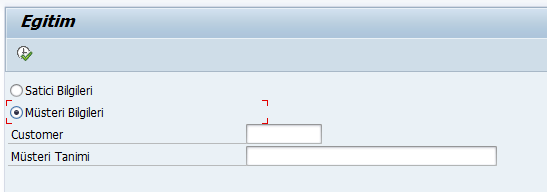 Egitim
Satici Bilgileri
Müsteri Bilgileri
Customer
Müsteri Tanimi